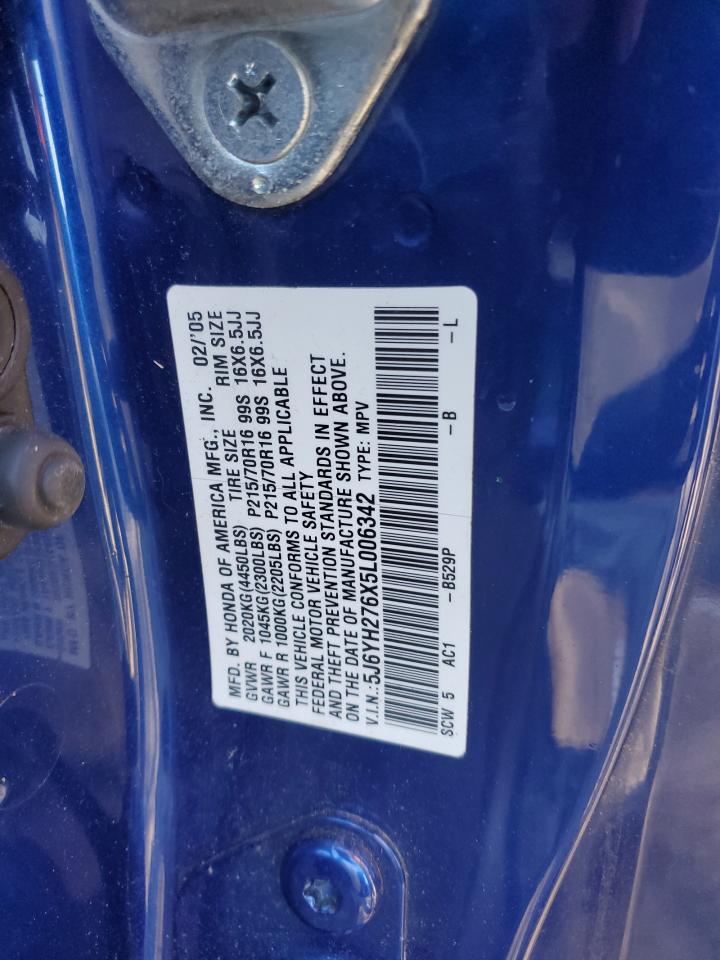 MFD. BY HONDA OF AMERICA MFG., INC. 02/'05
GVWR 2020KG(4450LBS) TIRE SIZE RIM SIZE
GAWR F 1045KG(2300LBS) P215/70R16 99S 16X6.5JJ
GAWR R 1000KG(2205LBS) P215/70R16 99S 16X6.5JJ
THIS VEHICLE CONFORMS TO ALL APPLICABLE
FEDERAL MOTOR VEHICLE SAFETY
AND THEFT PREVENTION STANDARDS IN EFFECT
ON THE DATE OF MANUFACTURE SHOWN ABOVE.
V.I.N.:5J6YH276X5L006342 TYPE: MPV
SCW 5 AC1 -B529P -B -L